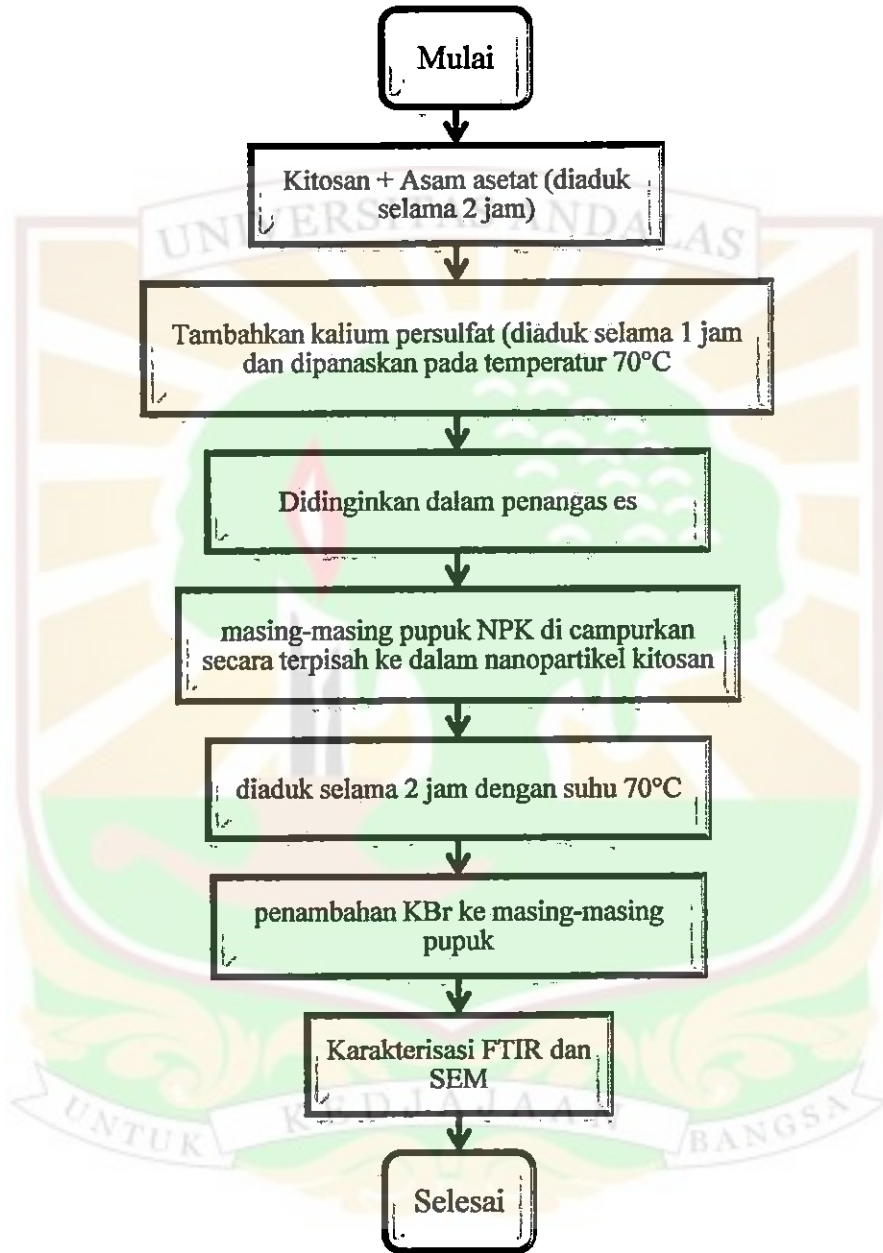 Mulai
Kitosan + Asam asetat (diaduk
selama 2 jam)
UNIVERSITAS ANDALAS
Tambahkan kalium persulfat (diaduk selama 1 jam
dan dipanaskan pada temperatur 70°C
Didinginkan dalam penangas es
masing-masing pupuk NPK di campurkan
secara terpisah ke dalam nanopartikel kitosan
diaduk selama 2 jam dengan suhu 70°C
penambahan KBr ke masing-masing
pupuk
Karakterisasi FTIR dan
SEM
UNTUK KEDJAJAAN BANGSA
Selesai